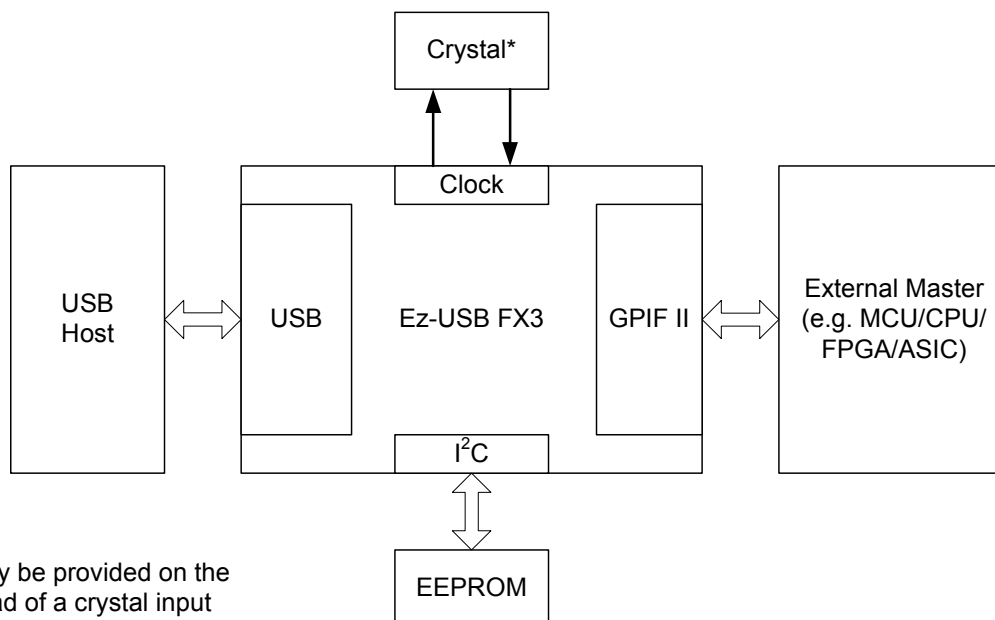 Crystal*
Clock
USB
Host
USB
Ez-USB FX3
GPIF II
External Master
(e.g. MCU/CPU/
FPGA/ASIC)
I²C
EEPROM
be provided on the
of a crystal input